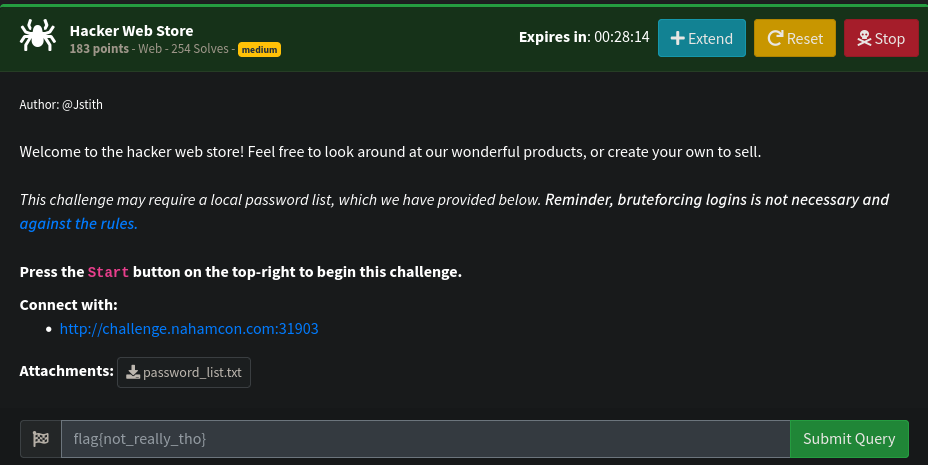 Hacker Web Store
183 points - Web - 254 Solves - medium
Expires in: 00:28:14
Extend
Reset
Stop
Author: @Jstith
Welcome to the hacker web store! Feel free to look around at our wonderful products, or create your own to sell.
This challenge may require a local password list, which we have provided below. Reminder, bruteforcing logins is not necessary and
against the rules.
Press the Start button on the top-right to begin this challenge.
Connect with:
http://challenge.nahamcon.com:31903
Attachments: password_list.txt
flag{not_really_tho}
Submit Query